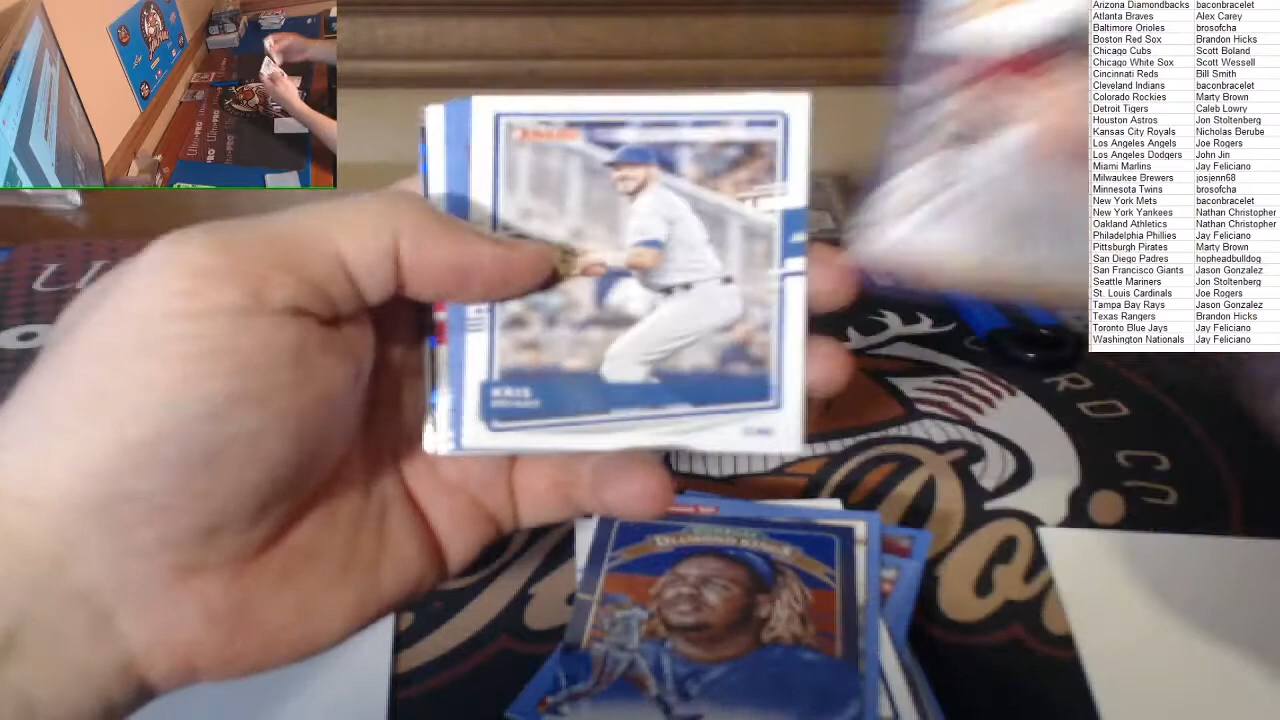 Arizona Diamondbacks baconbracelet
Atlanta Braves Alex Carey
Baltimore Orioles brosofcha
Boston Red Sox Brandon Hicks
Chicago Cubs Scott Boland
Chicago White Sox Scott Wessell
Cincinnati Reds Bill Smith
Cleveland Indians baconbracelet
Colorado Rockies Marty Brown
Detroit Tigers Caleb Lowry
Houston Astros Jon Stoltenberg
Kansas City Royals Nicholas Berube
Los Angeles Angels Joe Rogers
Los Angeles Dodgers John Jin
Miami Marlins Jay Feliciano
Milwaukee Brewers josjenn68
Minnesota Twins brosofcha
New York Mets baconbracelet
New York Yankees Nathan Christopher
Oakland Athletics Nathan Christopher
Philadelphia Phillies Jay Feliciano
Pittsburgh Pirates Marty Brown
San Diego Padres hopheadbulldog
San Francisco Giants Jason Gonzalez
Seattle Mariners Jon Stoltenberg
St. Louis Cardinals Joe Rogers
Tampa Bay Rays Jason Gonzalez
Texas Rangers Brandon Hicks
Toronto Blue Jays Jay Feliciano
Washington Nationals Jay Feliciano
KRIS
DIAMOND KINGS
RD CO